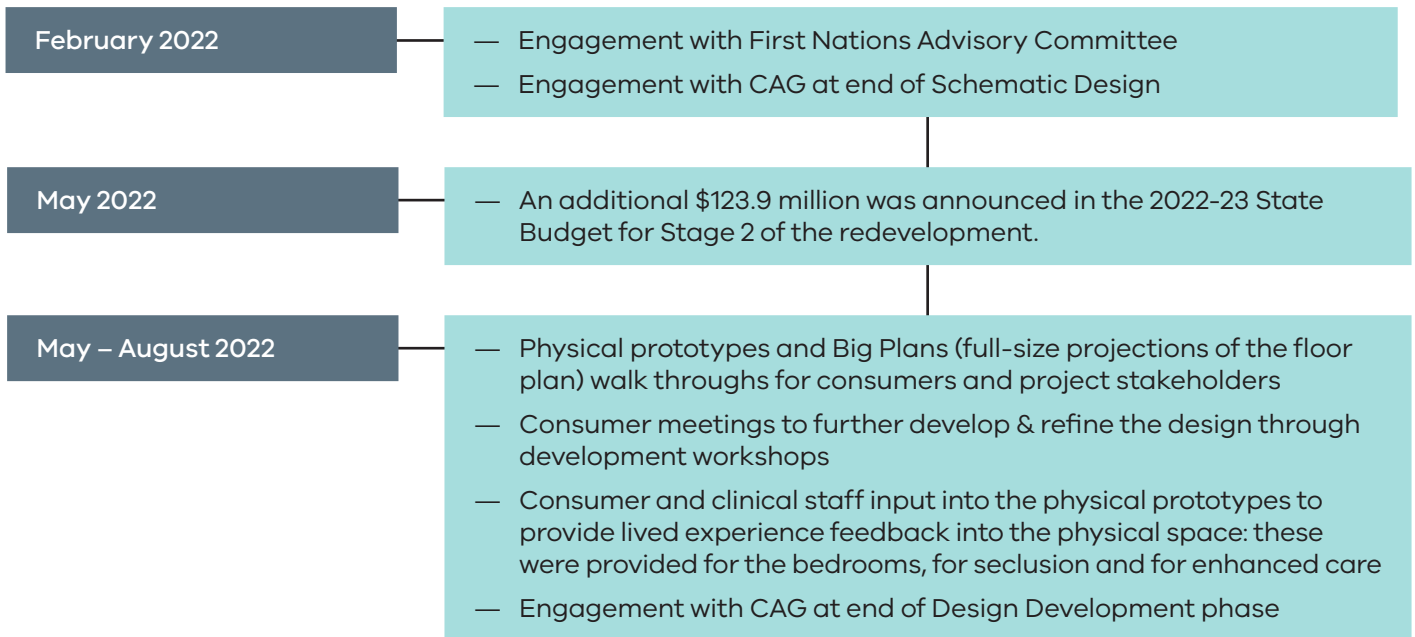 February 2022
— Engagement with First Nations Advisory Committee
— Engagement with CAG at end of Schematic Design
May 2022
— An additional $123.9 million was announced in the 2022-23 State
Budget for Stage 2 of the redevelopment.
May – August 2022
— Physical prototypes and Big Plans (full-size projections of the floor
plan) walk throughs for consumers and project stakeholders
— Consumer meetings to further develop & refine the design through
development workshops
— Consumer and clinical staff input into the physical prototypes to
provide lived experience feedback into the physical space: these
were provided for the bedrooms, for seclusion and for enhanced care
— Engagement with CAG at end of Design Development phase